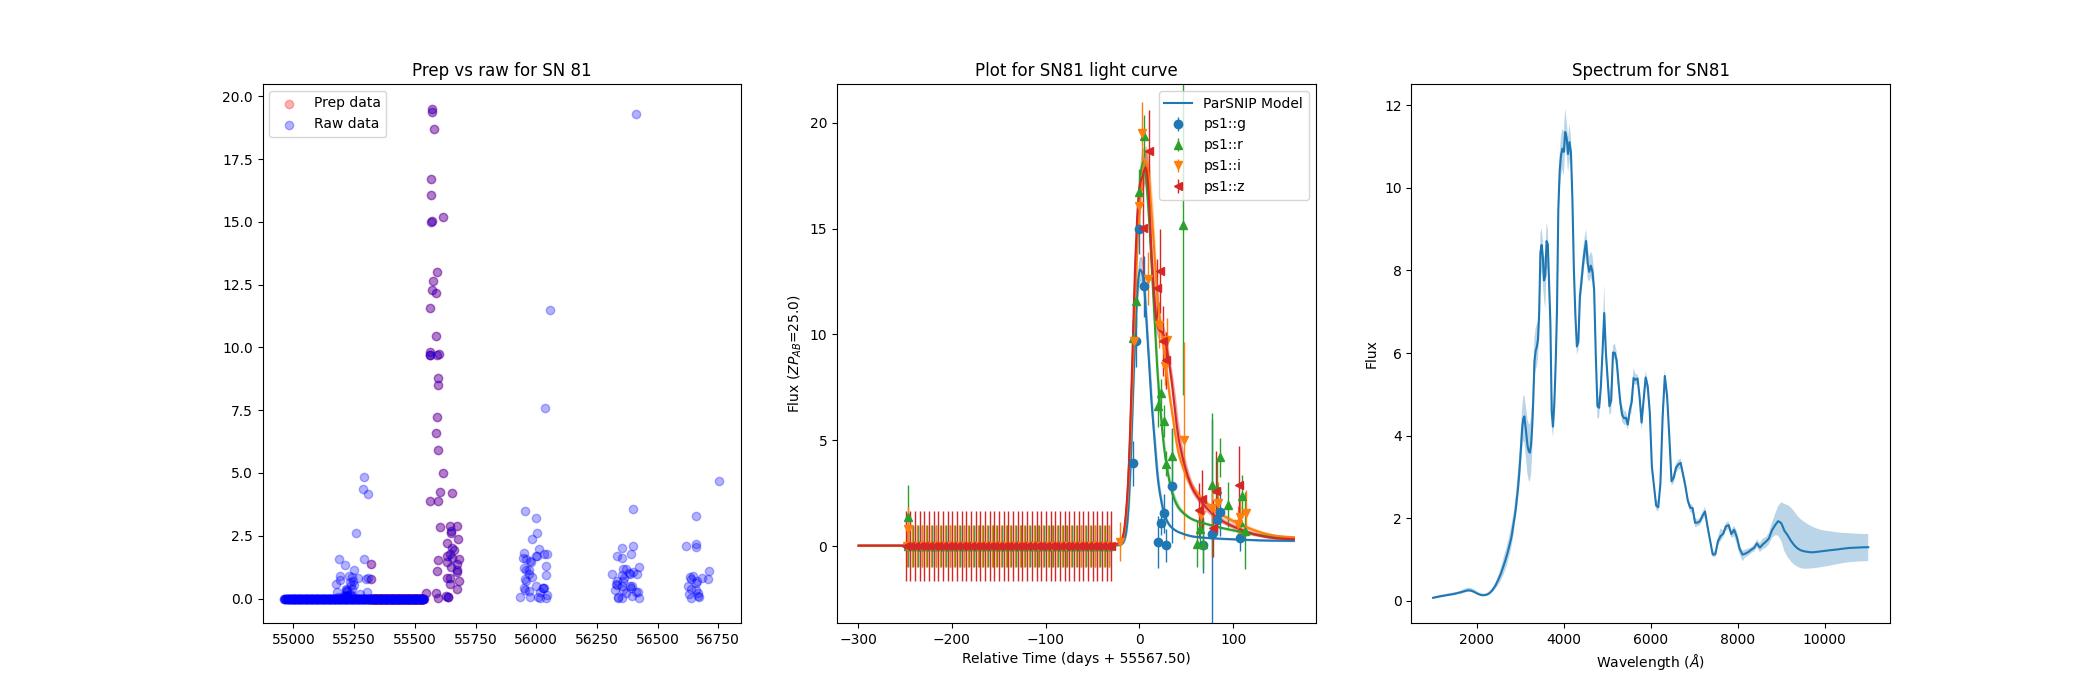 Prep vs raw for SN 81
Prep data
Raw data
20.0
17.5
15.0
12.5
10.0
7.5
5.0
2.5
0.0
55000 55250 55500 55750 56000 56250 56500 56750
Plot for SN81 light curve
ParSNIP Model
ps1::g
ps1::r
ps1::i
ps1::z
Flux (ZP_{AB}=25.0)
20
15
10
5
0
−300 −200 −100 0 100
Relative Time (days + 55567.50)
Spectrum for SN81
Flux
12
10
8
6
4
2
0
2000 4000 6000 8000 10000
Wavelength (Å)